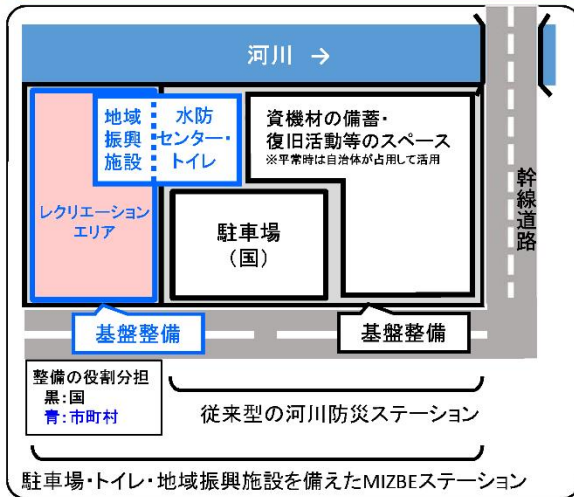 河川 →
地域
振興
施設
水防
センター・
トイレ
資機材の備蓄・
復旧活動等のスペース
※平常時は自治体が占用して活用
レクリエーション
エリア
駐車場
(国)
幹線道路
基盤整備
基盤整備
整備の役割分担
黒:国
青:市町村
従来型の河川防災ステーション
駐車場・トイレ・地域振興施設を備えたMIZBEステーション